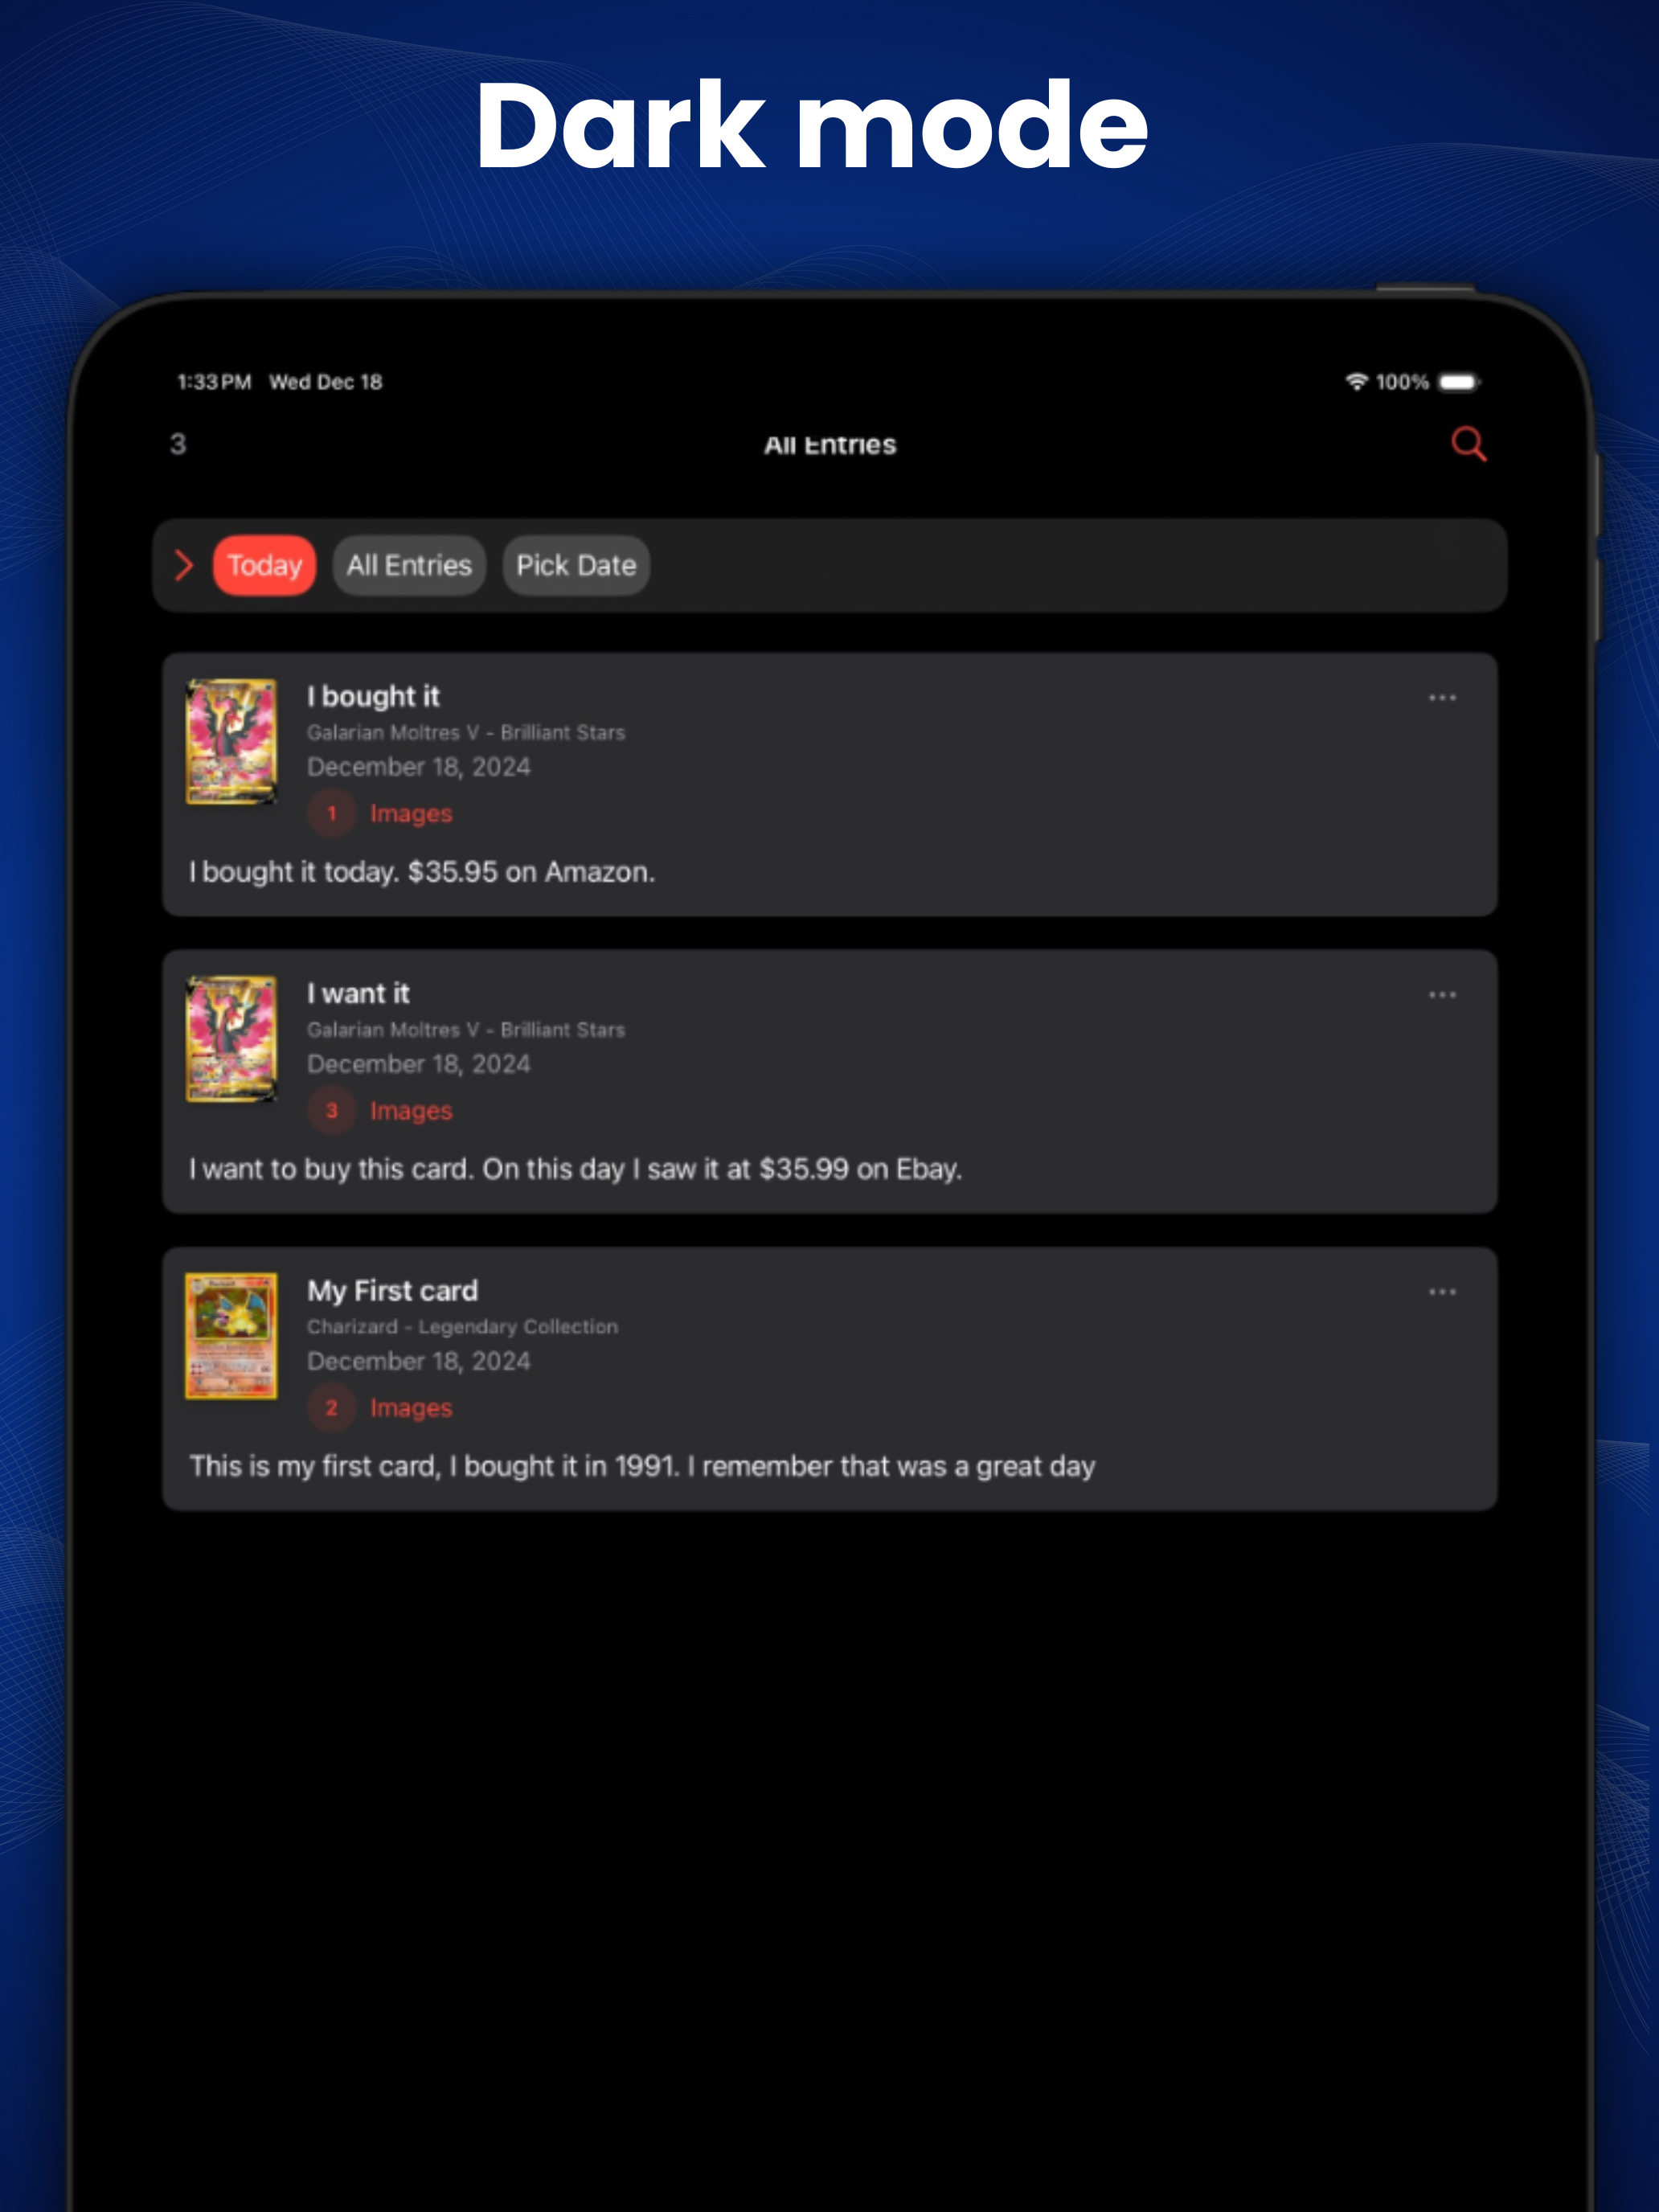 Dark mode
1:33 PM Wed Dec 18
100%
3
All Entries
Today
All Entries
Pick Date
I bought it
Galarian Moltres V - Brilliant Stars
December 18, 2024
1 Images
I bought it today. $35.95 on Amazon.
I want it
Galarian Moltres V - Brilliant Stars
December 18, 2024
3 Images
I want to buy this card. On this day I saw it at $35.99 on Ebay.
My First card
Charizard - Legendary Collection
December 18, 2024
2 Images
This is my first card, I bought it in 1991. I remember that was a great day